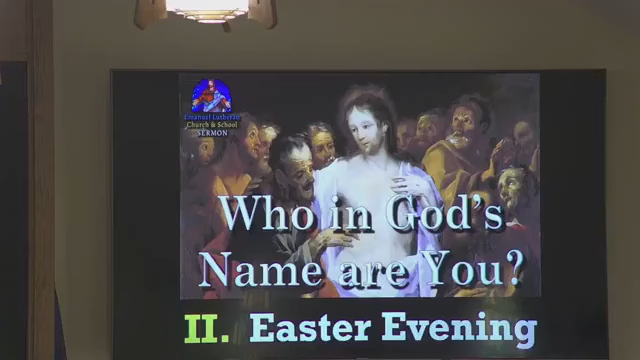 Emanuel Lutheran
Church & School
SERMON
Who in God's
Name are You?
II. Easter Evening